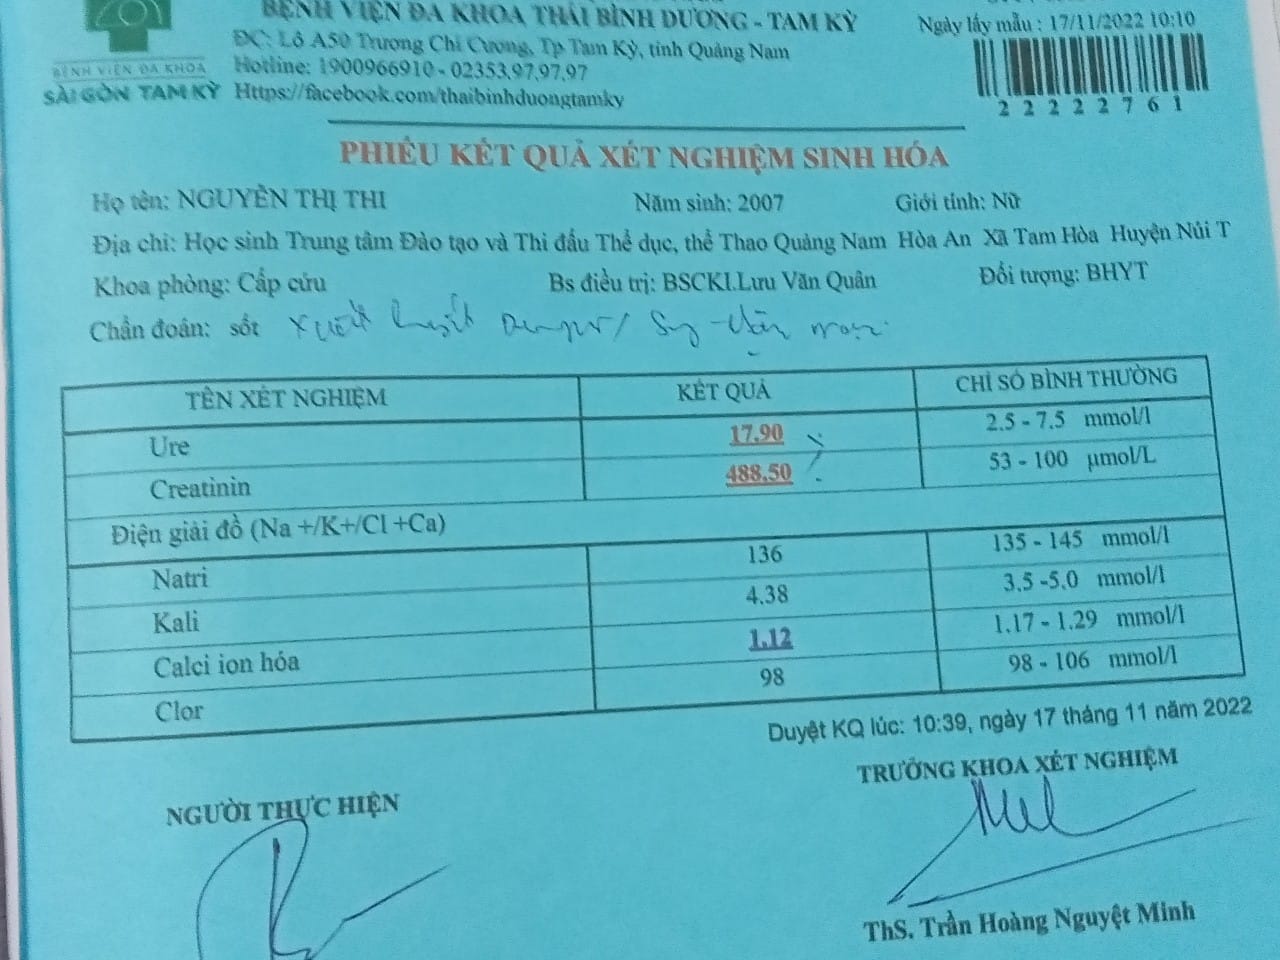 BỆNH VIỆN ĐA KHOA THÁI BÌNH DƯƠNG - TAM KỲ
ĐC: Lô A50 Trương Chí Cương, Tp Tam Kỳ, tỉnh Quảng Nam
Hotline: 1900966910 - 02353,97,97,97
Https://facebook.com/thaibinhduongtamky
BỆNH VIỆN ĐA KHOA
SÀI GÒN TAM KỲ
Ngày lấy mẫu : 17/11/2022 10:10
22222761
PHIẾU KẾT QUẢ XÉT NGHIỆM SINH HÓA
Họ tên: NGUYỄN THỊ THI Năm sinh: 2007 Giới tính: Nữ
Địa chỉ: Học sinh Trung tâm Đào tạo và Thi đấu Thể dục, thể Thao Quảng Nam Hòa An Xã Tam Hòa Huyện Núi T
Khoa phòng: Cấp cứu Bs điều trị: BSCKI.Lưu Văn Quân Đối tượng: BHYT
Chẩn đoán: sốt xuất huyết
TÊN XÉT NGHIỆM KẾT QUẢ CHỈ SỐ BÌNH THƯỜNG
Ure 17.90 2.5 - 7.5 mmol/l
Creatinin 488.50 53 - 100 µmol/L
Điện giải đồ (Na +/K+/Cl +Ca)
Natri 136 135 - 145 mmol/l
Kali 4.38 3.5 -5.0 mmol/l
Calci ion hóa 1.12 1.17 - 1.29 mmol/l
Clor 98 98 - 106 mmol/l
Duyệt KQ lúc: 10:39, ngày 17 tháng 11 năm 2022
NGƯỜI THỰC HIỆN TRƯỞNG KHOA XÉT NGHIỆM
ThS. Trần Hoàng Nguyệt Minh